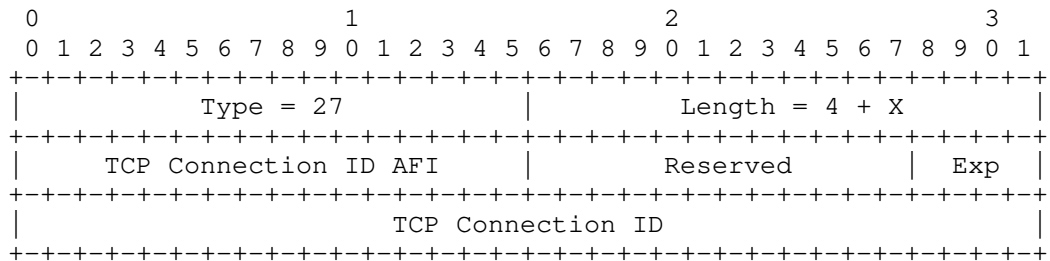 0                   1                   2                   3
 0 1 2 3 4 5 6 7 8 9 0 1 2 3 4 5 6 7 8 9 0 1 2 3 4 5 6 7 8 9 0 1
+-+-+-+-+-+-+-+-+-+-+-+-+-+-+-+-+-+-+-+-+-+-+-+-+-+-+-+-+-+-+-+-+
|           Type = 27           |         Length = 4 + X        |
+-+-+-+-+-+-+-+-+-+-+-+-+-+-+-+-+-+-+-+-+-+-+-+-+-+-+-+-+-+-+-+-+
|     TCP Connection ID AFI     |        Reserved       |  Exp  |
+-+-+-+-+-+-+-+-+-+-+-+-+-+-+-+-+-+-+-+-+-+-+-+-+-+-+-+-+-+-+-+-+
|                       TCP Connection ID                       |
+-+-+-+-+-+-+-+-+-+-+-+-+-+-+-+-+-+-+-+-+-+-+-+-+-+-+-+-+-+-+-+-+